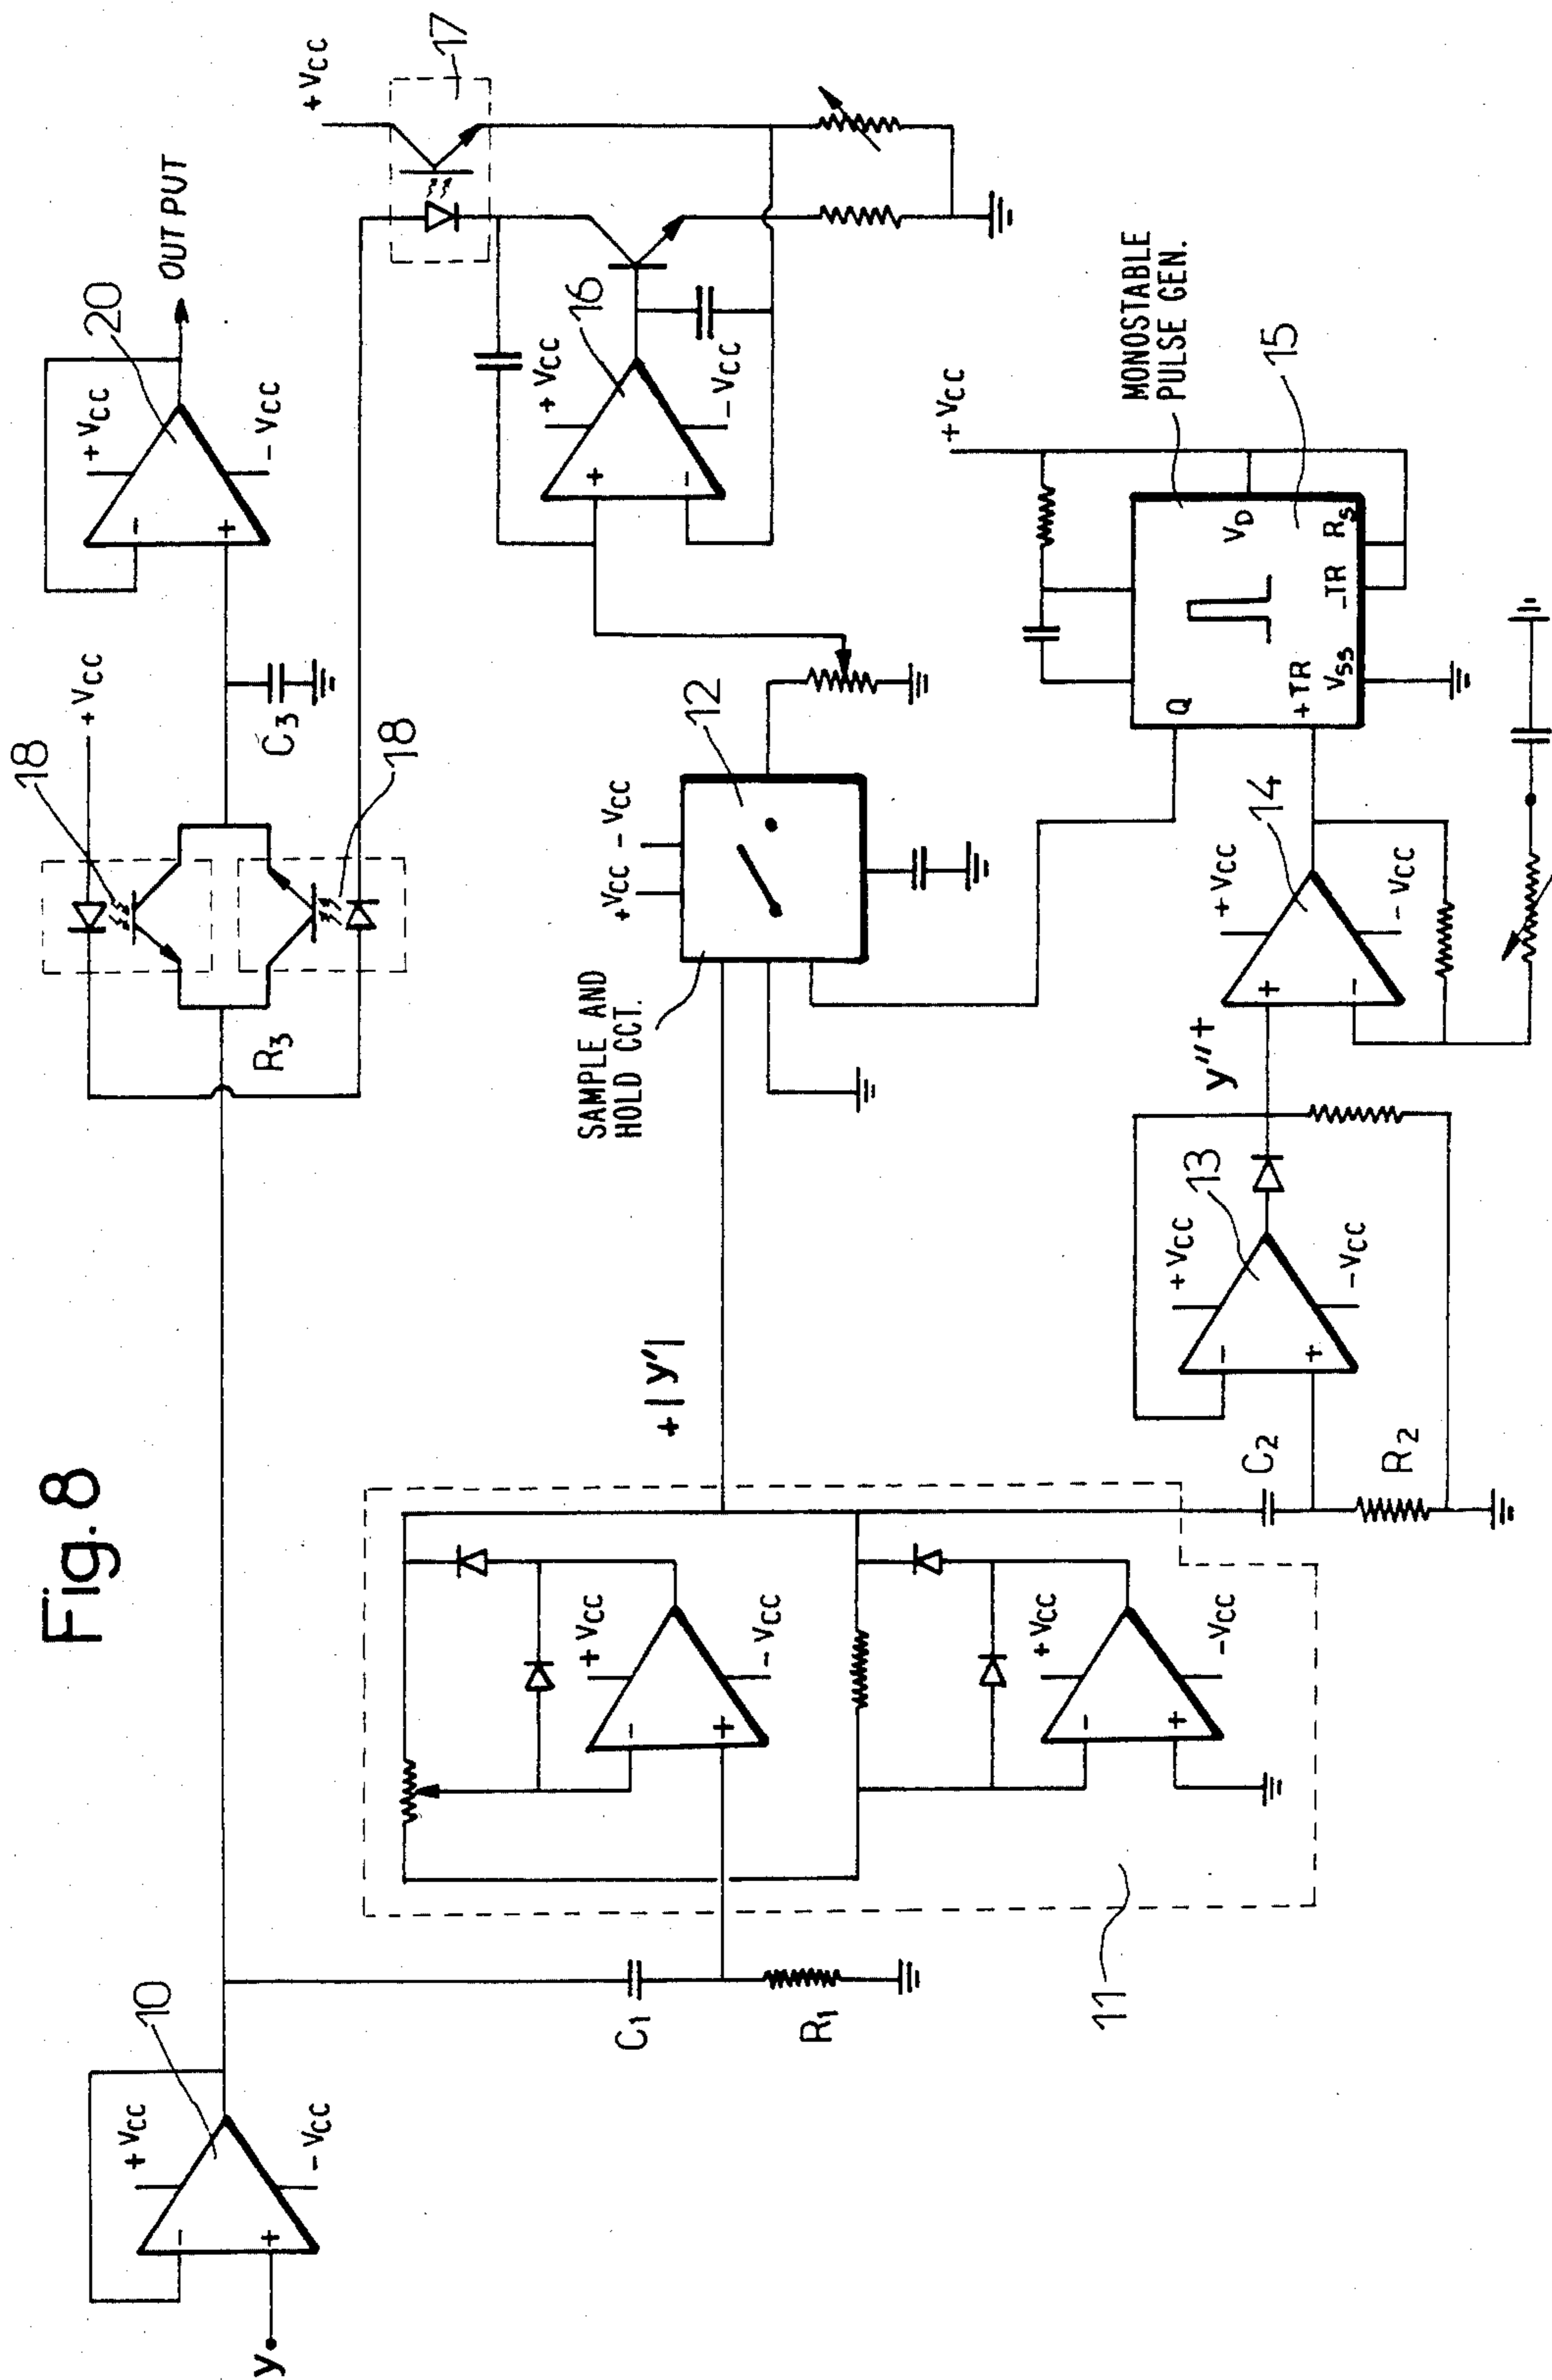 Fig. 8
y
-
+
+VCC
-VCC
10
C1
R1
11
-
+
+VCC
-VCC
-
+
+VCC
-VCC
+|y'|
C2
R2
-
+
+VCC
-VCC
13
y''+
+
-
+VCC
-VCC
14
SAMPLE AND
HOLD CCT.
+VCC
-VCC
12
R3
18
18
+VCC
C3
-
+
+VCC
-VCC
20
OUTPUT
+
-
+VCC
-VCC
16
17
+VCC
MONOSTABLE
PULSE GEN.
15
+VCC
Q
+TR
VSS
-TR
RS
VD